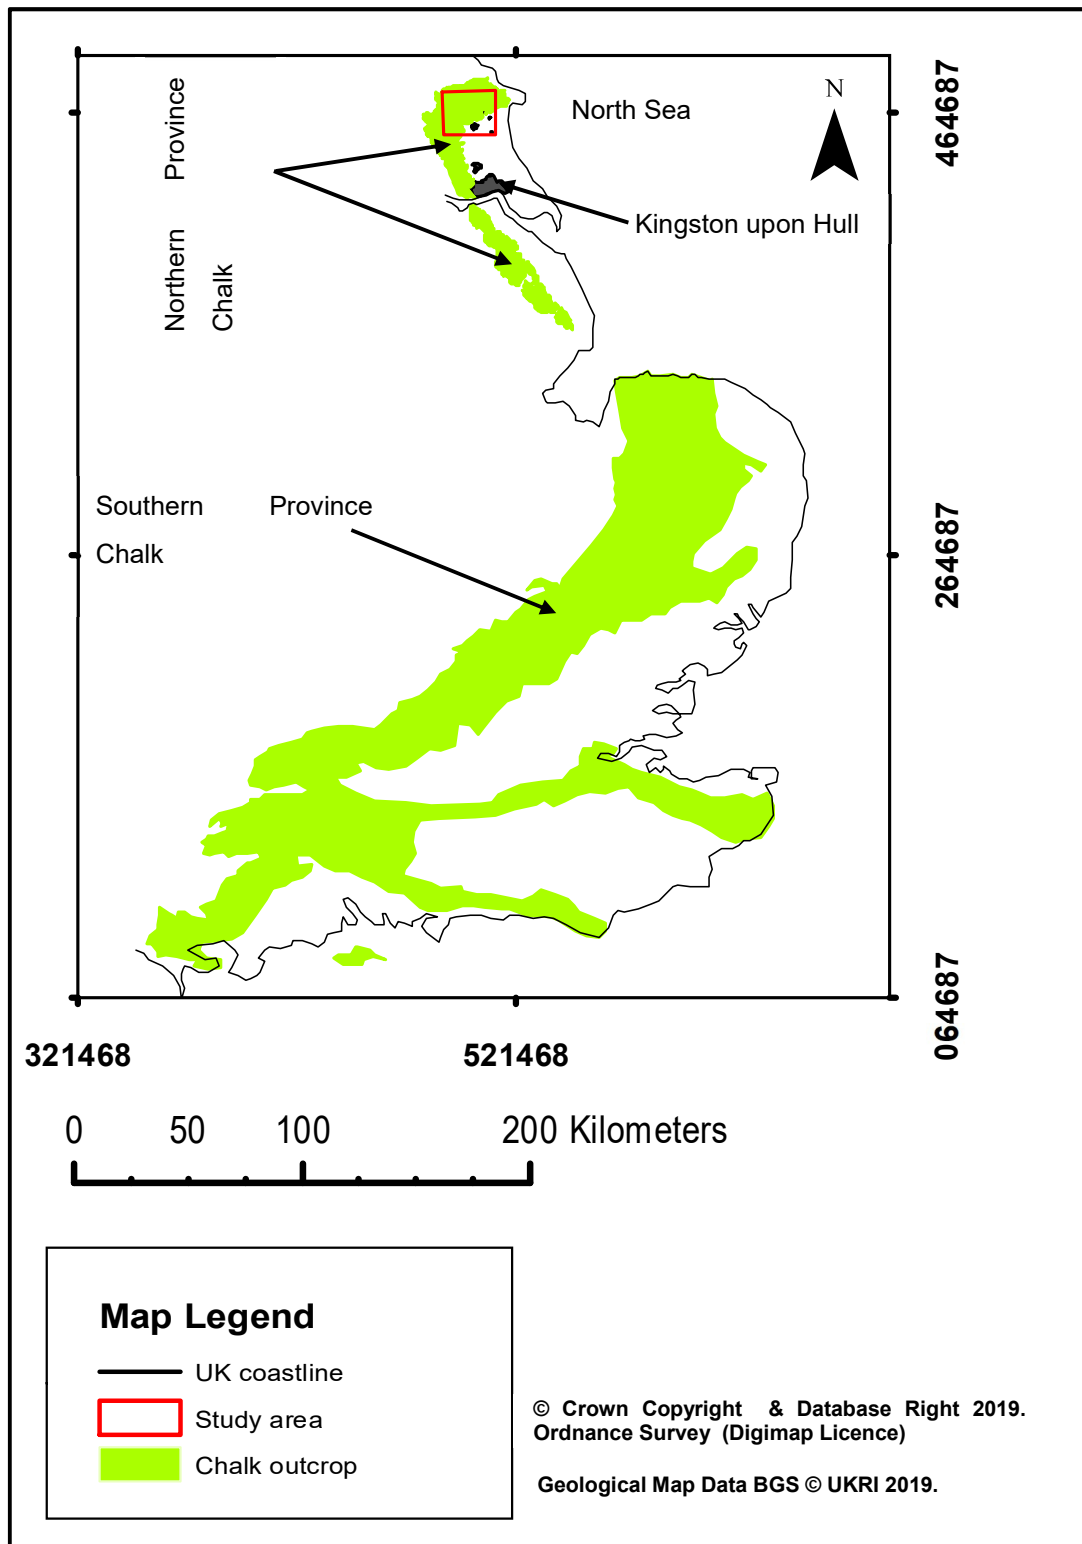 Northern Province
Chalk
North Sea
N
464687
Kingston upon Hull
Southern Province
Chalk
264687
064687
321468 521468
0 50 100 200 Kilometers
Map Legend
UK coastline
Study area
Chalk outcrop
© Crown Copyright & Database Right 2019.
Ordnance Survey (Digimap Licence)
Geological Map Data BGS © UKRI 2019.